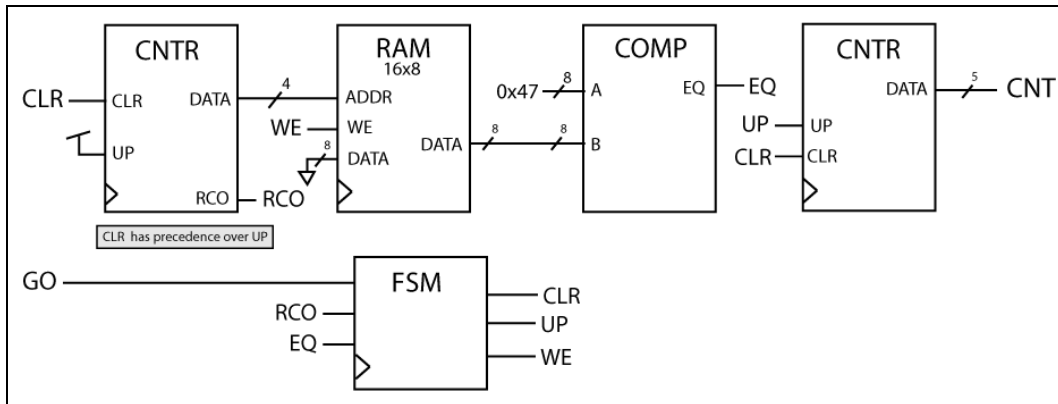 CNTR
CLR
CLR
DATA
4
UP
RCO
RCO
CLR has precedence over UP
RAM
16x8
ADDR
WE
WE
8
DATA
DATA
8
8
COMP
0x47
8
A
B
EQ
EQ
CNTR
DATA
5
CNT
UP
UP
CLR
CLR
GO
FSM
RCO
EQ
CLR
UP
WE